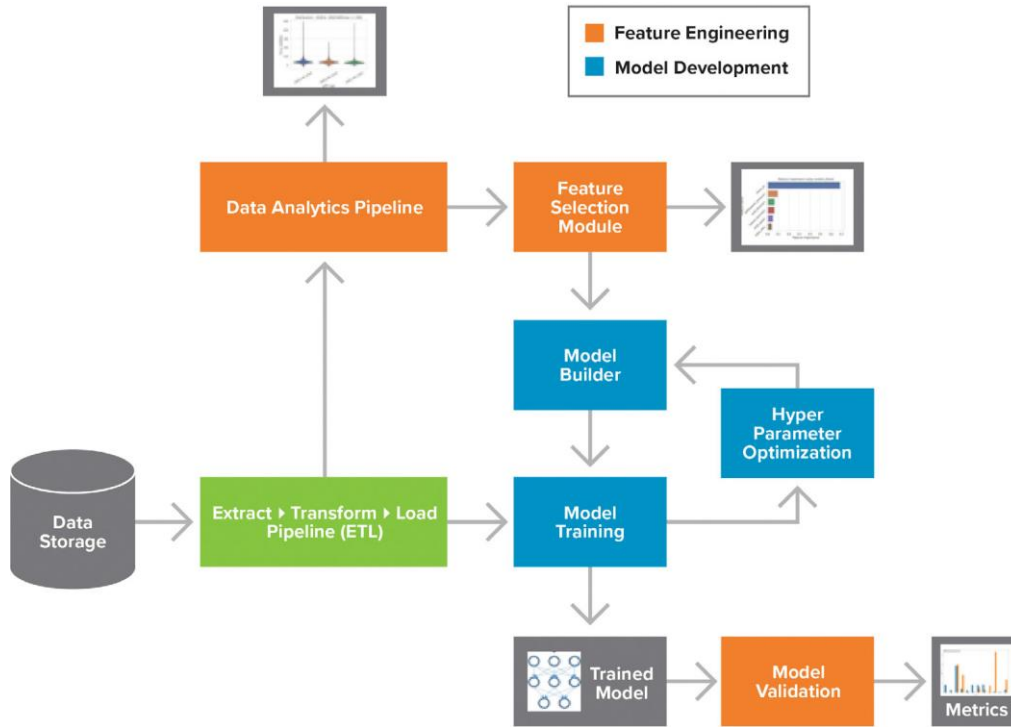 Feature Engineering
Model Development
Data Analytics Pipeline
Feature
Selection
Module
Model
Builder
Hyper
Parameter
Optimization
Data
Storage
Extract ▸ Transform ▸ Load
Pipeline (ETL)
Model
Training
Trained
Model
Model
Validation
Metrics